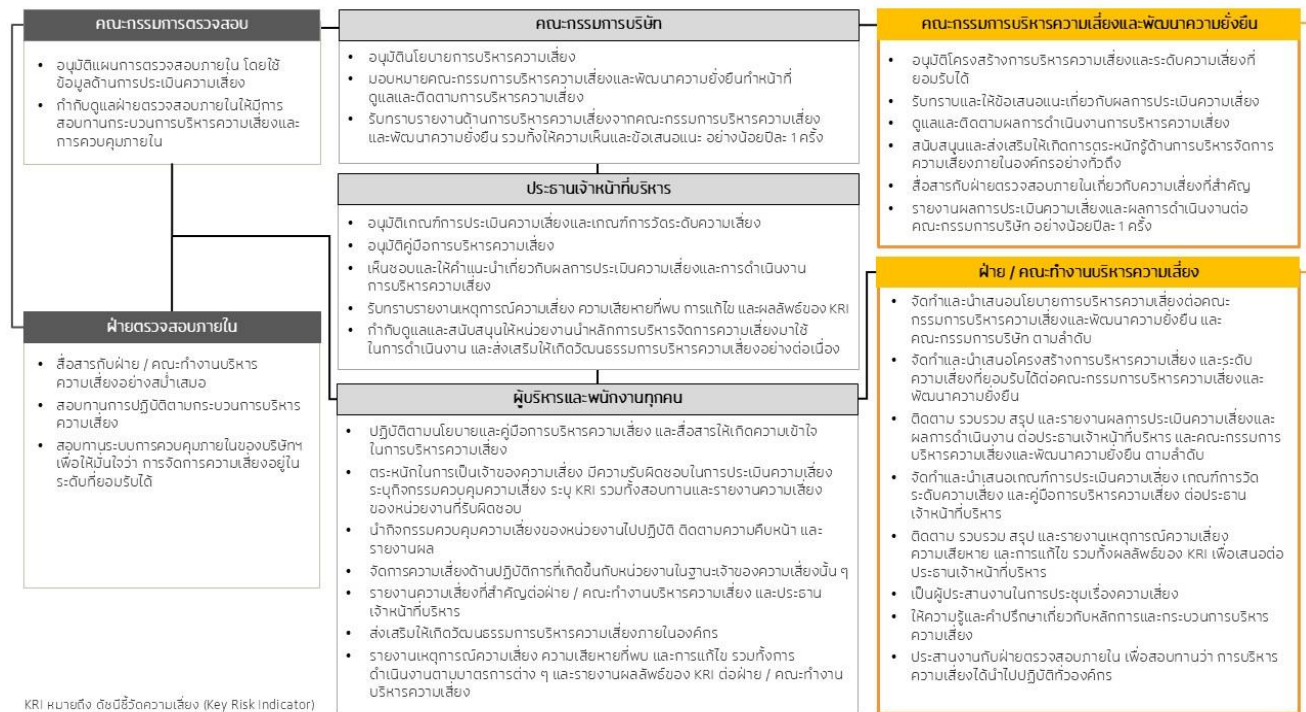 คณะกรรมการตรวจสอบ
• อนุมัติแผนการตรวจสอบภายใน โดยใช้
ข้อมูลด้านการประเมินความเสี่ยง
• กำกับดูแลฝ่ายตรวจสอบภายในให้มีการ
สอบทานกระบวนการบริหารความเสี่ยงและ
การควบคุมภายใน
ฝ่ายตรวจสอบภายใน
• สื่อสารกับฝ่าย / คณะทำงานบริหาร
ความเสี่ยงอย่างสม่ำเสมอ
• สอบทานการปฏิบัติตามกระบวนการบริหาร
ความเสี่ยง
• สอบทานระบบการควบคุมภายในของบริษัทฯ
เพื่อให้มั่นใจว่า การจัดการความเสี่ยงอยู่ใน
ระดับที่ยอมรับได้
KRI หมายถึง ดัชนีชี้วัดความเสี่ยง (Key Risk Indicator)
คณะกรรมการบริษัท
• อนุมัตินโยบายการบริหารความเสี่ยง
• มอบหมายคณะกรรมการบริหารความเสี่ยงและพัฒนาความยั่งยืนทำหน้าที่
ดูแลและติดตามการบริหารความเสี่ยง
• รับทราบรายงานด้านการบริหารความเสี่ยงจากคณะกรรมการบริหารความเสี่ยง
และพัฒนาความยั่งยืน รวมทั้งให้ความเห็นและข้อเสนอแนะ อย่างน้อยปีละ 1 ครั้ง
ประธานเจ้าหน้าที่บริหาร
• อนุมัติเกณฑ์การประเมินความเสี่ยงและเกณฑ์การวัดระดับความเสี่ยง
• อนุมัติคู่มือการบริหารความเสี่ยง
• เห็นชอบและให้คำแนะนำเกี่ยวกับผลการประเมินความเสี่ยงและการดำเนินงาน
การบริหารความเสี่ยง
• รับทราบรายงานเหตุการณ์ความเสี่ยง ความเสียหายที่พบ การแก้ไข และผลลัพธ์ของ KRI
• กำกับดูแลและสนับสนุนให้หน่วยงานนำหลักการบริหารจัดการความเสี่ยงมาใช้
ในการดำเนินงาน และส่งเสริมให้เกิดวัฒนธรรมการบริหารความเสี่ยงอย่างต่อเนื่อง
ผู้บริหารและพนักงานทุกคน
• ปฏิบัติตามนโยบายและคู่มือการบริหารความเสี่ยง และสื่อสารให้เกิดความเข้าใจ
ในการบริหารความเสี่ยง
• ตระหนักในการเป็นเจ้าของความเสี่ยง มีความรับผิดชอบในการประเมินความเสี่ยง
ระบุกิจกรรมควบคุมความเสี่ยง ระบุ KRI รวมทั้งสอบทานและรายงานความเสี่ยง
ของหน่วยงานที่รับผิดชอบ
• นำกิจกรรมควบคุมความเสี่ยงของหน่วยงานไปปฏิบัติ ติดตามความคืบหน้า และ
รายงานผล
• จัดการความเสี่ยงด้านปฏิบัติการที่เกิดขึ้นกับหน่วยงานในฐานะเจ้าของความเสี่ยงนั้น ๆ
• รายงานความเสี่ยงที่สำคัญต่อฝ่าย / คณะทำงานบริหารความเสี่ยง และประธาน
เจ้าหน้าที่บริหาร
• ส่งเสริมให้เกิดวัฒนธรรมการบริหารความเสี่ยงภายในองค์กร
• รายงานเหตุการณ์ความเสี่ยง ความเสียหายที่พบ และการแก้ไข รวมทั้งการ
ดำเนินงานตามมาตรการต่าง ๆ และรายงานผลลัพธ์ของ KRI ต่อฝ่าย / คณะทำงาน
บริหารความเสี่ยง
คณะกรรมการบริหารความเสี่ยงและพัฒนาความยั่งยืน
• อนุมัติโครงสร้างการบริหารความเสี่ยงและระดับความเสี่ยงที่
ยอมรับได้
• รับทราบและให้ข้อเสนอแนะเกี่ยวกับผลการประเมินความเสี่ยง
• ดูแลและติดตามผลการดำเนินงานการบริหารความเสี่ยง
• สนับสนุนและส่งเสริมให้เกิดการตระหนักรู้ด้านการบริหารจัดการ
ความเสี่ยงภายในองค์กรอย่างทั่วถึง
• สื่อสารกับฝ่ายตรวจสอบภายในเกี่ยวกับความเสี่ยงที่สำคัญ
• รายงานผลการประเมินความเสี่ยงและผลการดำเนินงานต่อ
คณะกรรมการบริษัท อย่างน้อยปีละ 1 ครั้ง
ฝ่าย / คณะทำงานบริหารความเสี่ยง
• จัดทำและนำเสนอนโยบายการบริหารความเสี่ยงต่อคณะ
กรรมการบริหารความเสี่ยงและพัฒนาความยั่งยืน และ
คณะกรรมการบริษัท ตามลำดับ
• จัดทำและนำเสนอโครงสร้างการบริหารความเสี่ยง และระดับ
ความเสี่ยงที่ยอมรับได้ต่อคณะกรรมการบริหารความเสี่ยงและ
พัฒนาความยั่งยืน
• ติดตาม รวบรวม สรุป และรายงานผลการประเมินความเสี่ยงและ
ผลการดำเนินงาน ต่อประธานเจ้าหน้าที่บริหาร และคณะกรรมการ
บริหารความเสี่ยงและพัฒนาความยั่งยืน ตามลำดับ
• จัดทำและนำเสนอเกณฑ์การประเมินความเสี่ยง เกณฑ์การวัด
ระดับความเสี่ยง และคู่มือการบริหารความเสี่ยง ต่อประธาน
เจ้าหน้าที่บริหาร
• ติดตาม รวบรวม สรุป และรายงานเหตุการณ์ความเสี่ยง
ความเสียหาย และการแก้ไข รวมทั้งผลลัพธ์ของ KRI เพื่อเสนอต่อ
ประธานเจ้าหน้าที่บริหาร
• เป็นผู้ประสานงานในการประชุมเรื่องความเสี่ยง
• ให้ความรู้และคำปรึกษาเกี่ยวกับหลักการและกระบวนการบริหาร
ความเสี่ยง
• ประสานงานกับฝ่ายตรวจสอบภายใน เพื่อสอบทานว่า การบริหาร
ความเสี่ยงได้นำไปปฏิบัติทั่วองค์กร